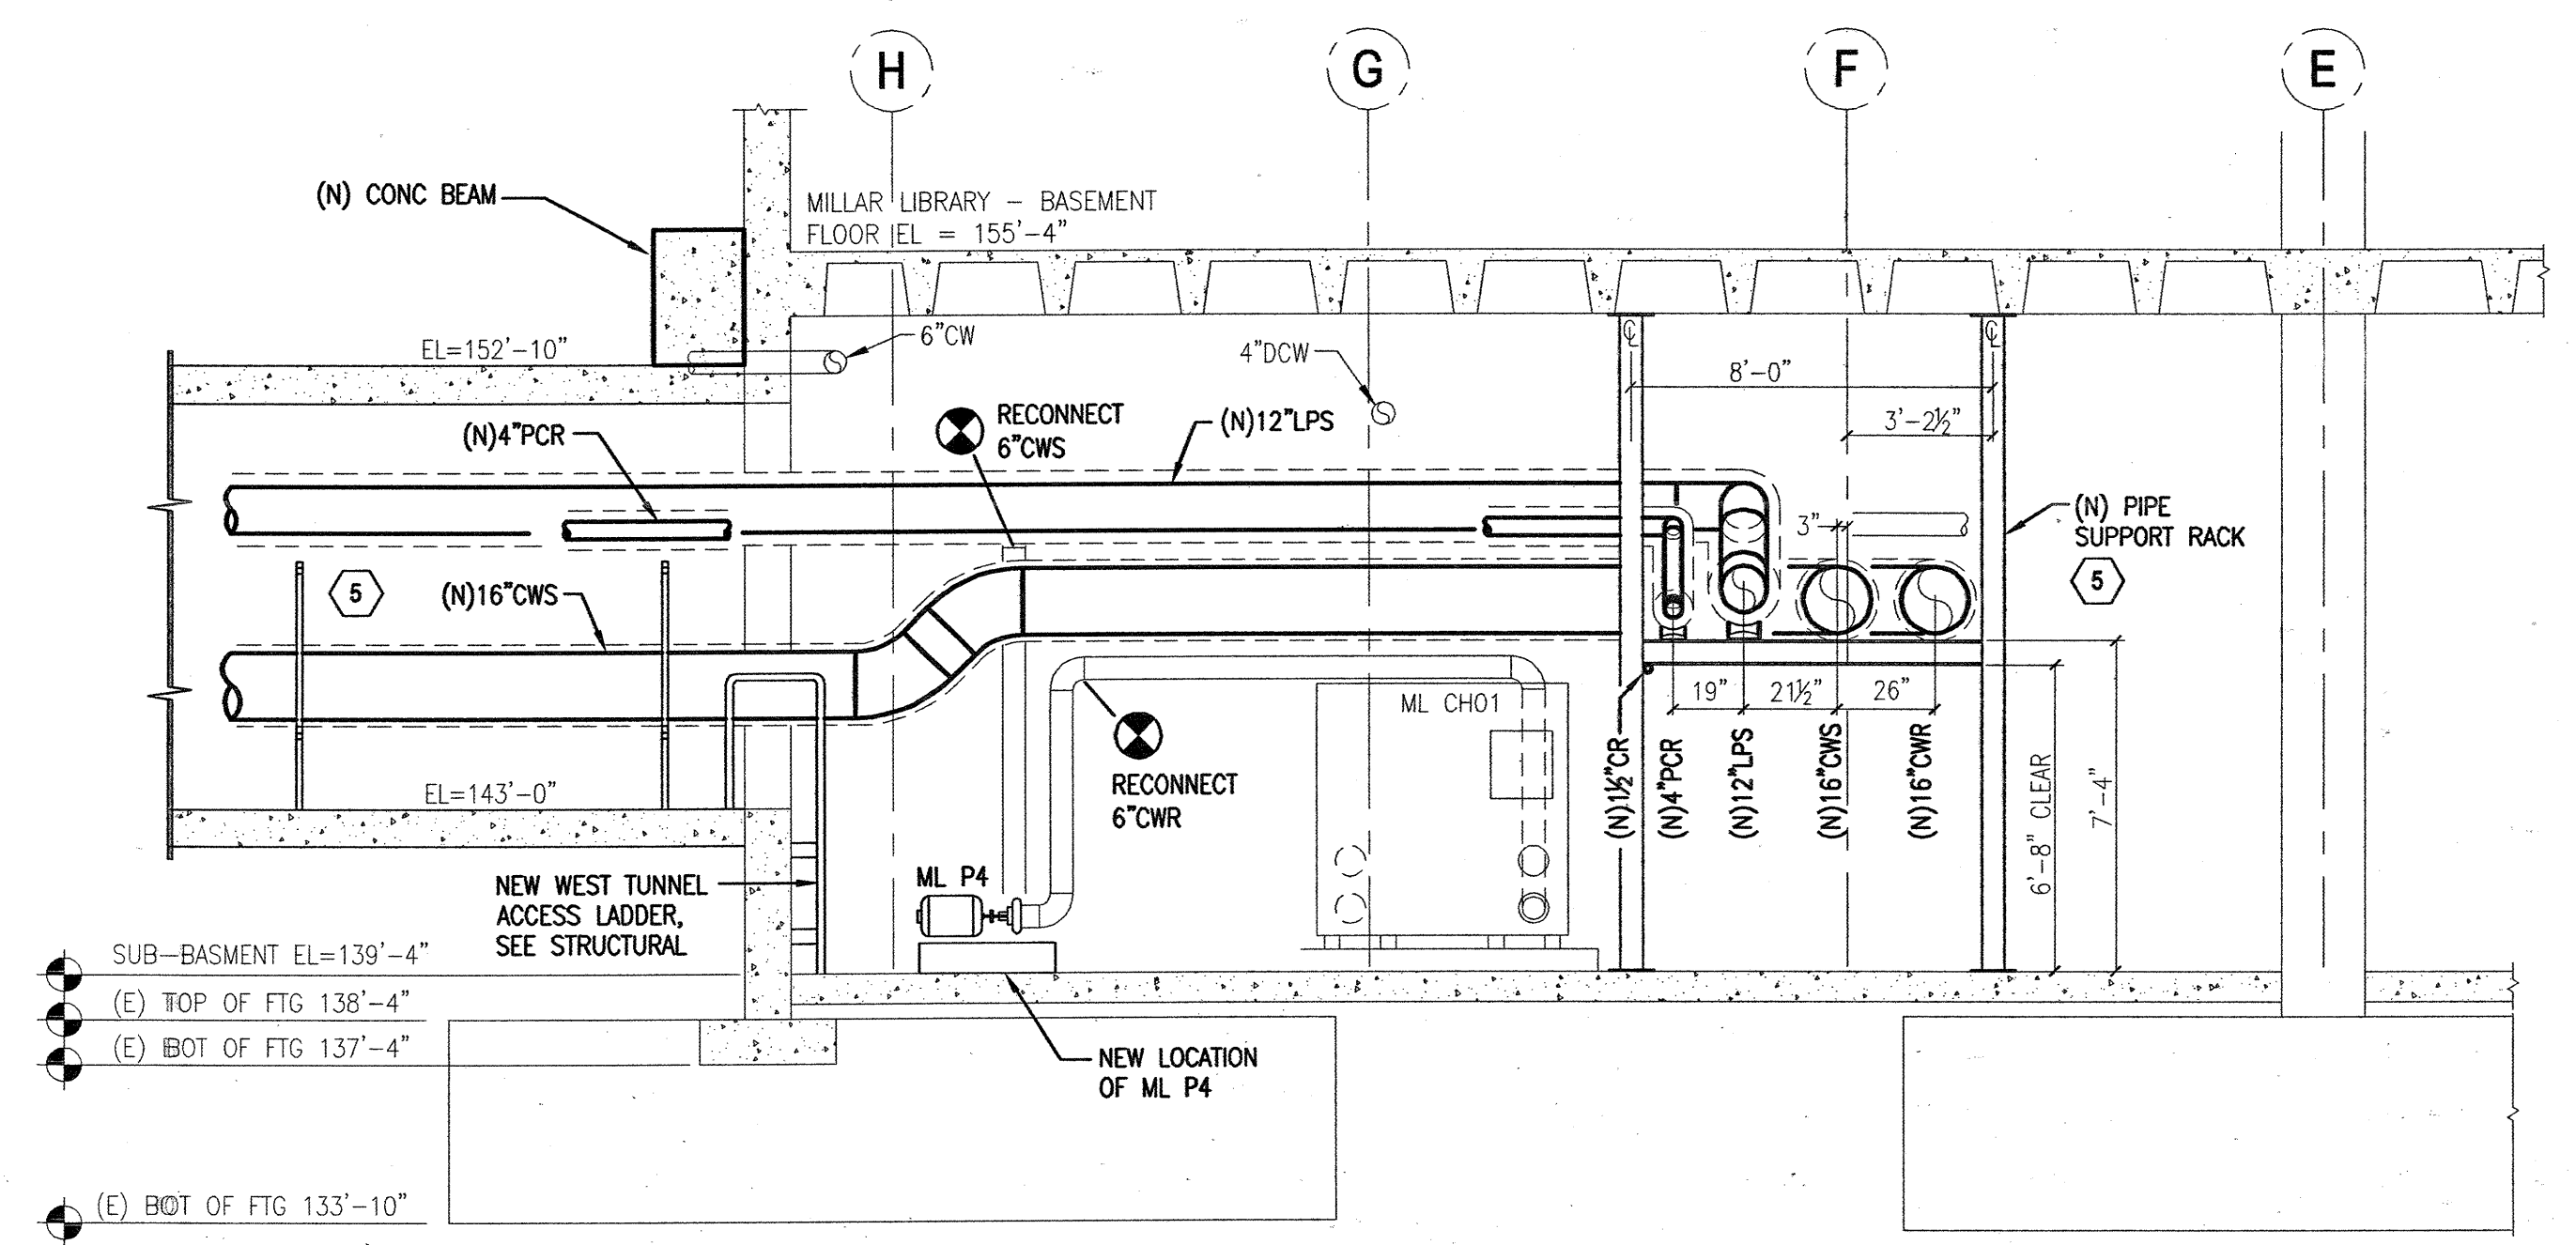 H
G
F
E
(N) CONC BEAM
MILLAR LIBRARY - BASEMENT
FLOOR EL = 155'-4"
EL=152'-10"
6"CW
4"DCW
8'-0"
3'-2½"
(N)4"PCR
RECONNECT
6"CWS
(N)12"LPS
3"
(N) PIPE
SUPPORT RACK
5
5
(N)16"CWS
ML CH01
19"
21½"
26"
RECONNECT
6"CWR
(N)1½"CR
(N)4"PCR
(N)12"LPS
(N)16"CWS
(N)16"CWR
6'-8" CLEAR
7'-4"
EL=143'-0"
NEW WEST TUNNEL
ACCESS LADDER,
SEE STRUCTURAL
ML P4
SUB-BASMENT EL=139'-4"
(E) TOP OF FTG 138'-4"
(E) BOT OF FTG 137'-4"
NEW LOCATION
OF ML P4
(E) BOT OF FTG 133'-10"